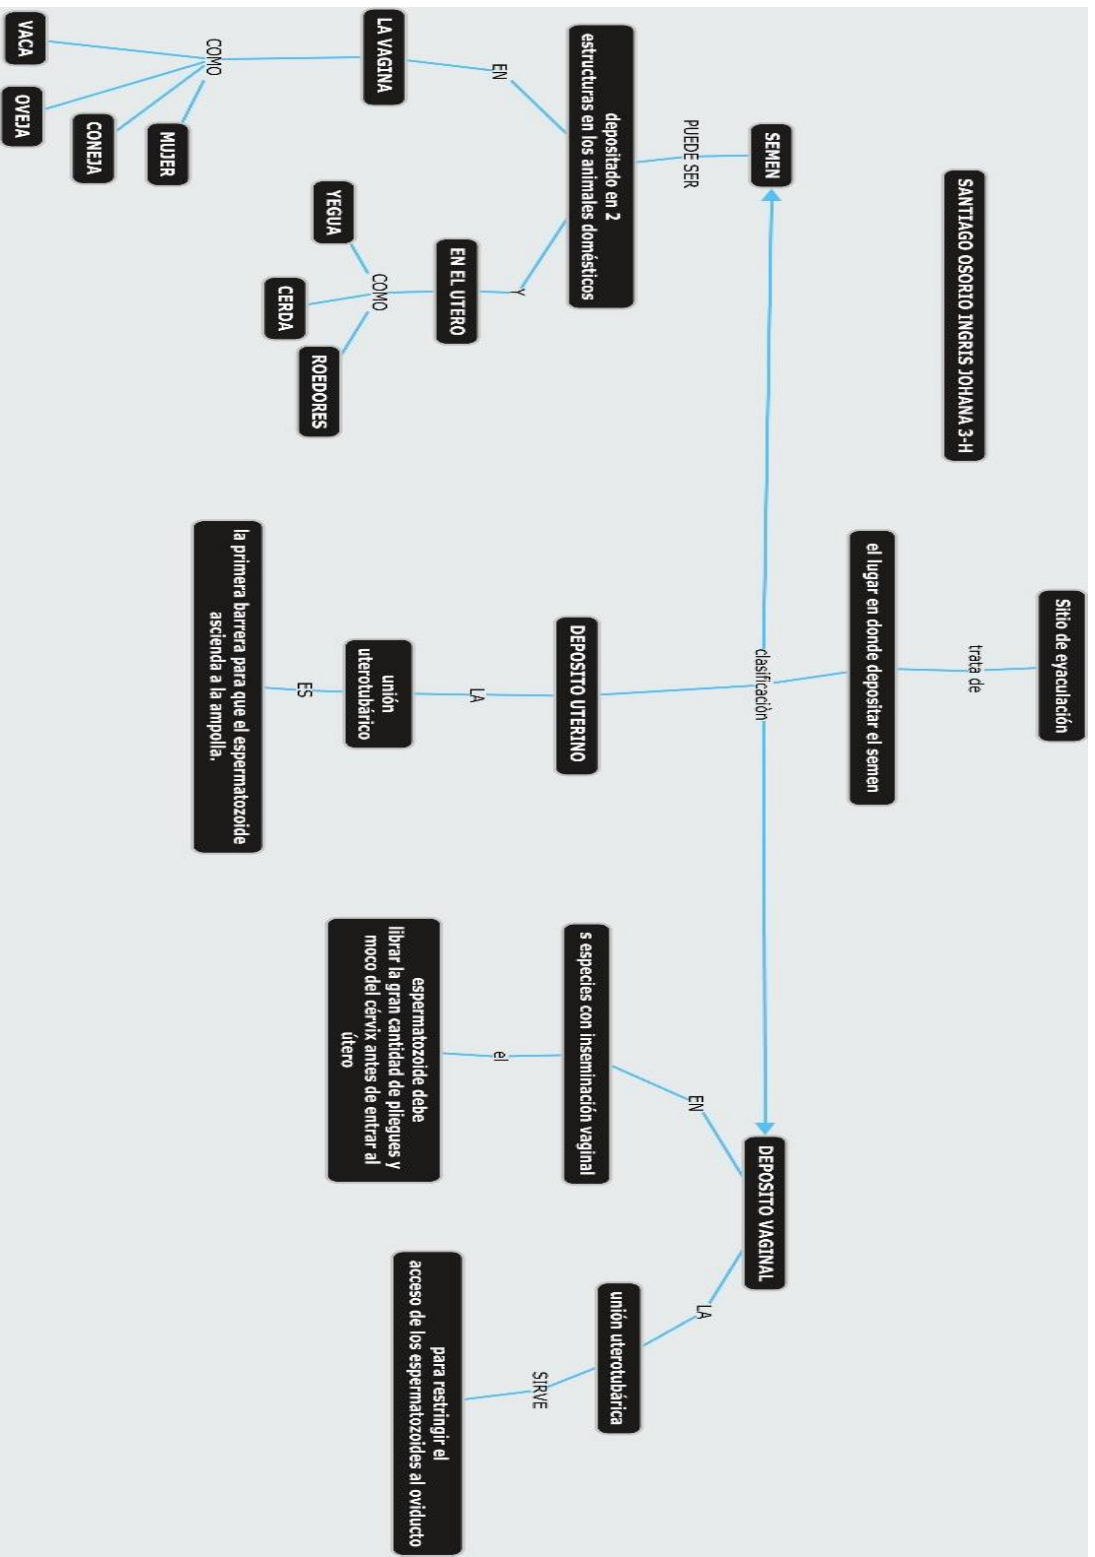 Sitio de eyaculación
trata de
SANTIAGO OSORIO INGRIS JOHANA 3-H
el lugar en donde depositar el semen
clasificaciòn
SEMEN
PUEDE SER
depositado en 2
estructuras en los animales domésticos
EN
LA VAGINA
COMO
VACA
OVEJA
CONEJA
MUJER
Y
EN EL UTERO
COMO
YEGUA
CERDA
ROEDORES
DEPOSITO UTERINO
LA
unión
uterotubárico
ES
la primera barrera para que el espermatozoide
ascienda a la ampolla.
DEPOSITO VAGINAL
EN
s especies con inseminación vaginal
el
espermatozoide debe
librar la gran cantidad de pliegues y
moco del cérvix antes de entrar al
útero
LA
unión uterotubárica
SIRVE
para restringir el
acceso de los espermatozoides al oviducto